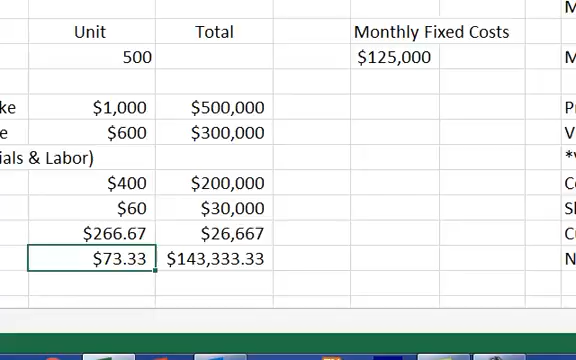 M
Unit Total Monthly Fixed Costs
500 $125,000 M
ke $1,000 $500,000 P
e $600 $300,000 V
ials & Labor) *
$400 $200,000 C
$60 $30,000 S
$266.67 $26,667 C
$73.33 $143,333.33 N